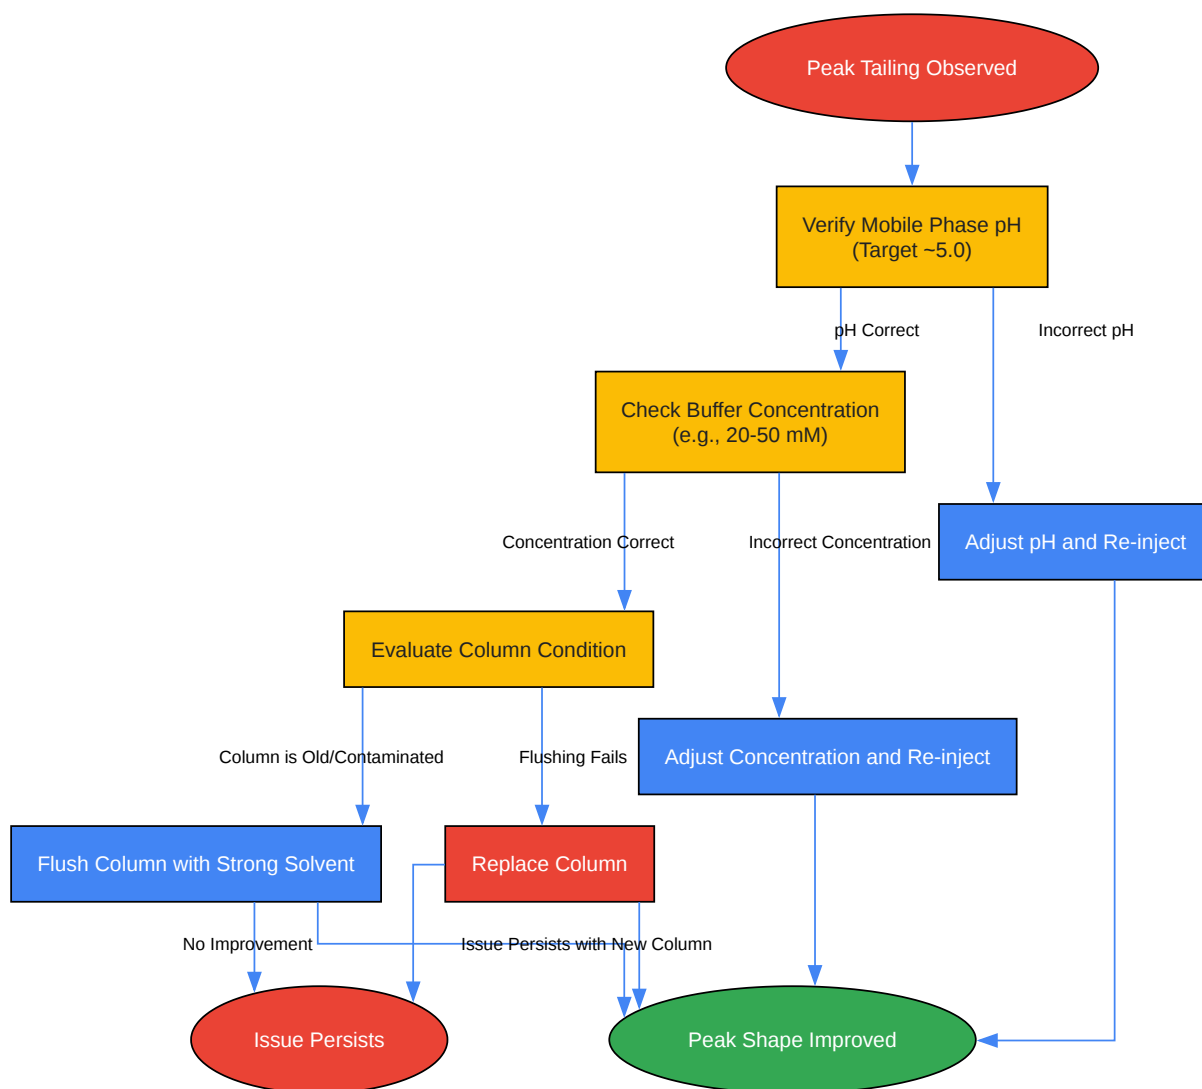 Peak Tailing Observed
Verify Mobile Phase pH
(Target ~5.0)
pH Correct
Incorrect pH
Check Buffer Concentration
(e.g., 20-50 mM)
Concentration Correct
Incorrect Concentration
Adjust pH and Re-inject
Evaluate Column Condition
Column is Old/Contaminated
Flushing Fails
Adjust Concentration and Re-inject
Flush Column with Strong Solvent
Replace Column
No Improvement
Issue Persists with New Column
Issue Persists
Peak Shape Improved